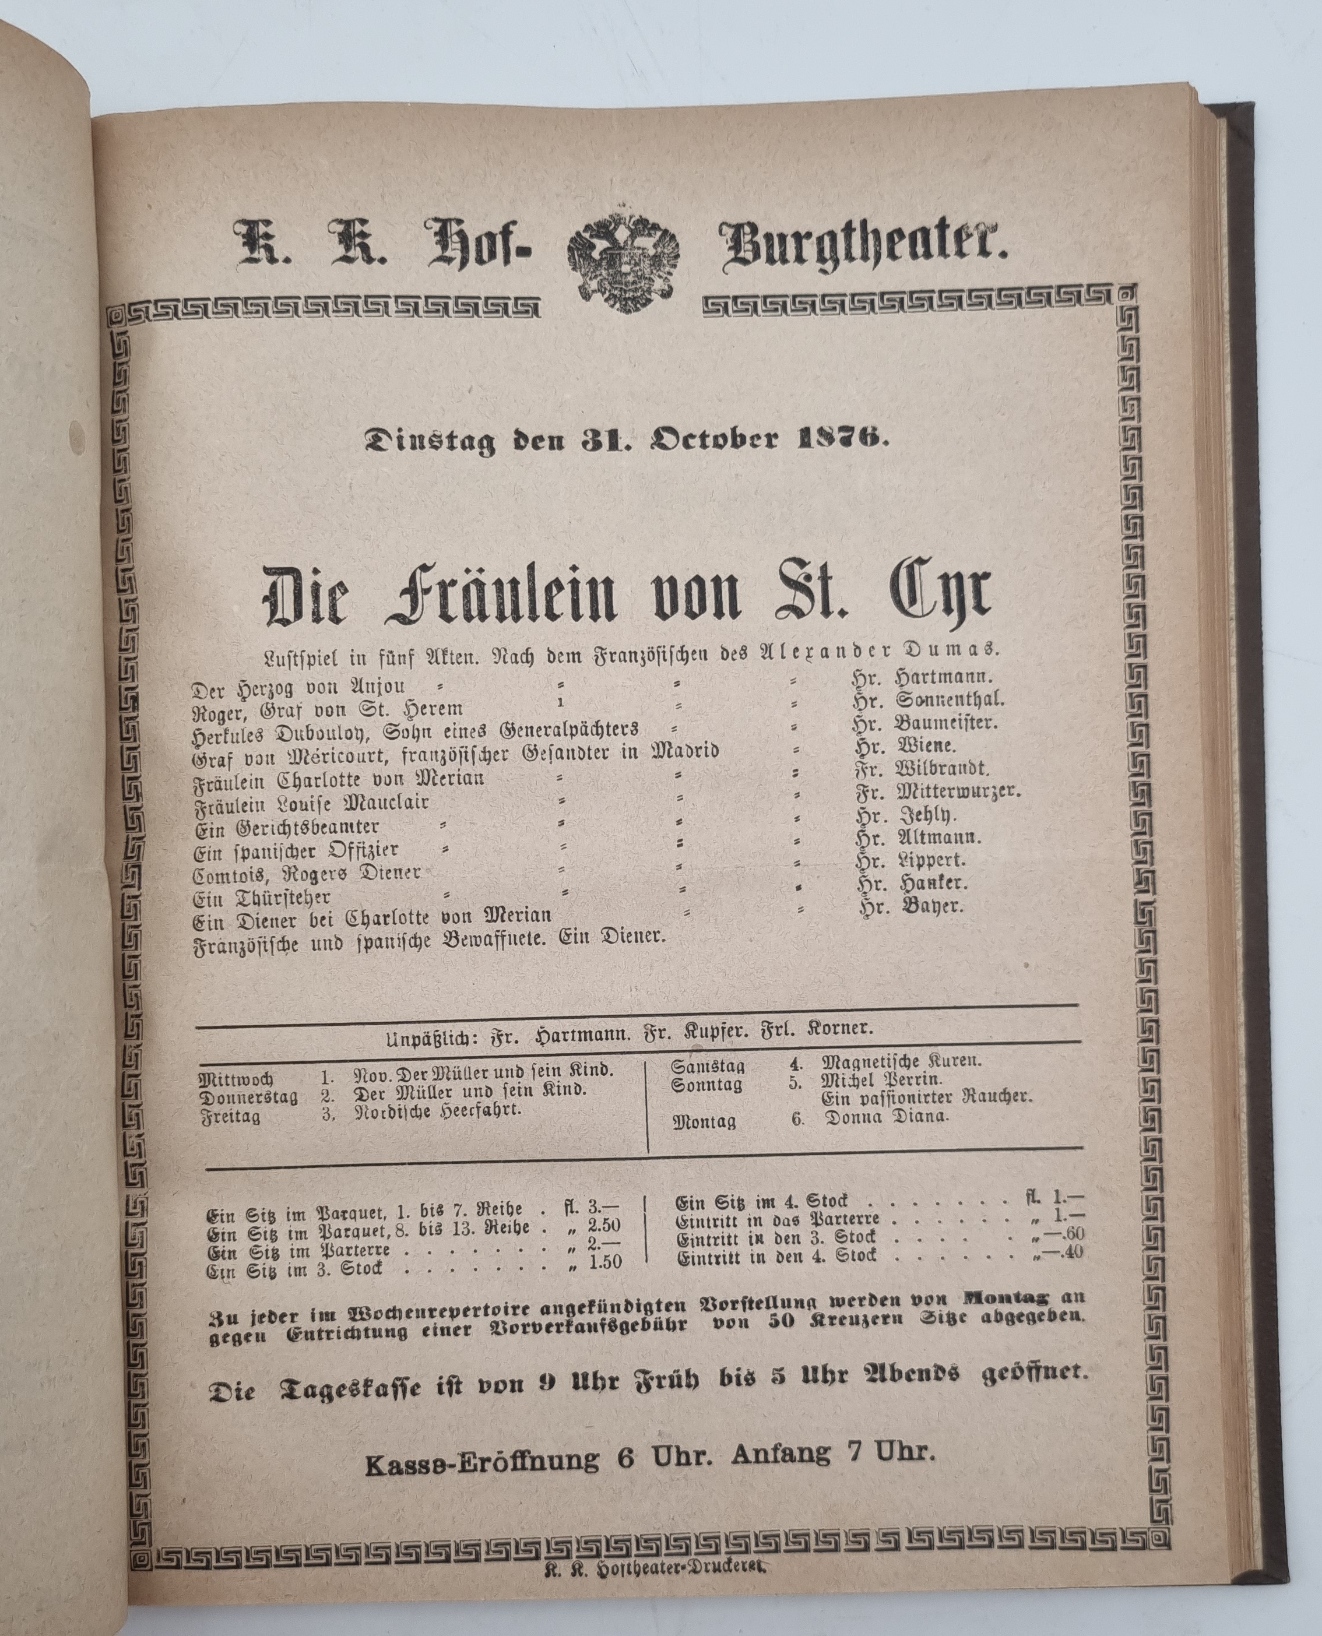 K. K. Hof- Burgtheater.
Dinstag den 31. October 1876.
Die Fräulein von St. Cyr
Lustspiel in fünf Akten. Nach dem Französischen des Alexander Dumas.
Der Herzog von Anjou = = = = Hr. Hartmann.
Roger, Graf von St. Herem = = = Hr. Sonnenthal.
Herkules Dubouloy, Sohn eines Generalpächters = = Hr. Baumeister.
Graf von Méricourt, französischer Gesandter in Madrid = Hr. Wiene.
Fräulein Charlotte von Merian = = = Fr. Wilbrandt.
Fräulein Louise Mauclair = = = Fr. Mitterwurzer.
Ein Gerichtsbeamter = = = = Hr. Jehly.
Ein spanischer Offizier = = = = Hr. Altmann.
Comtois, Rogers Diener = = = = Hr. Lippert.
Ein Thürsteher = = = = Hr. Hanker.
Ein Diener bei Charlotte von Merian = = Hr. Bayer.
Französische und spanische Bewaffnete. Ein Diener.
Unpäßlich: Fr. Hartmann. Fr. Kupfer. Frl. Korner.
Mittwoch 1. Nov. Der Müller und sein Kind.
Donnerstag 2. Der Müller und sein Kind.
Freitag 3. Nordische Heerfahrt.
Samstag 4. Magnetische Kuren.
Sonntag 5. Michel Perrin.
Ein passionirter Raucher.
Montag 6. Donna Diana.
Ein Sitz im Parquet, 1. bis 7. Reihe . fl. 3.—
Ein Sitz im Parquet, 8. bis 13. Reihe . „ 2.50
Ein Sitz im Parterre . . . . . . . „ 2.—
Ein Sitz im 3. Stock . . . . . . . „ 1.50
Ein Sitz im 4. Stock . . . . . . . fl. 1.—
Eintritt in das Parterre . . . . . . „ 1.—
Eintritt in den 3. Stock . . . . . . „ —.60
Eintritt in den 4. Stock . . . . . . „ —.40
Zu jeder im Wochenrepertoire angekündigten Vorstellung werden von Montag an
gegen Entrichtung einer Vorverkaufsgebühr von 50 Kreuzern Sitze abgegeben.
Die Tageskasse ist von 9 Uhr Früh bis 5 Uhr Abends geöffnet.
Kassa-Eröffnung 6 Uhr. Anfang 7 Uhr.
K. K. Hoftheater-Druckerei.